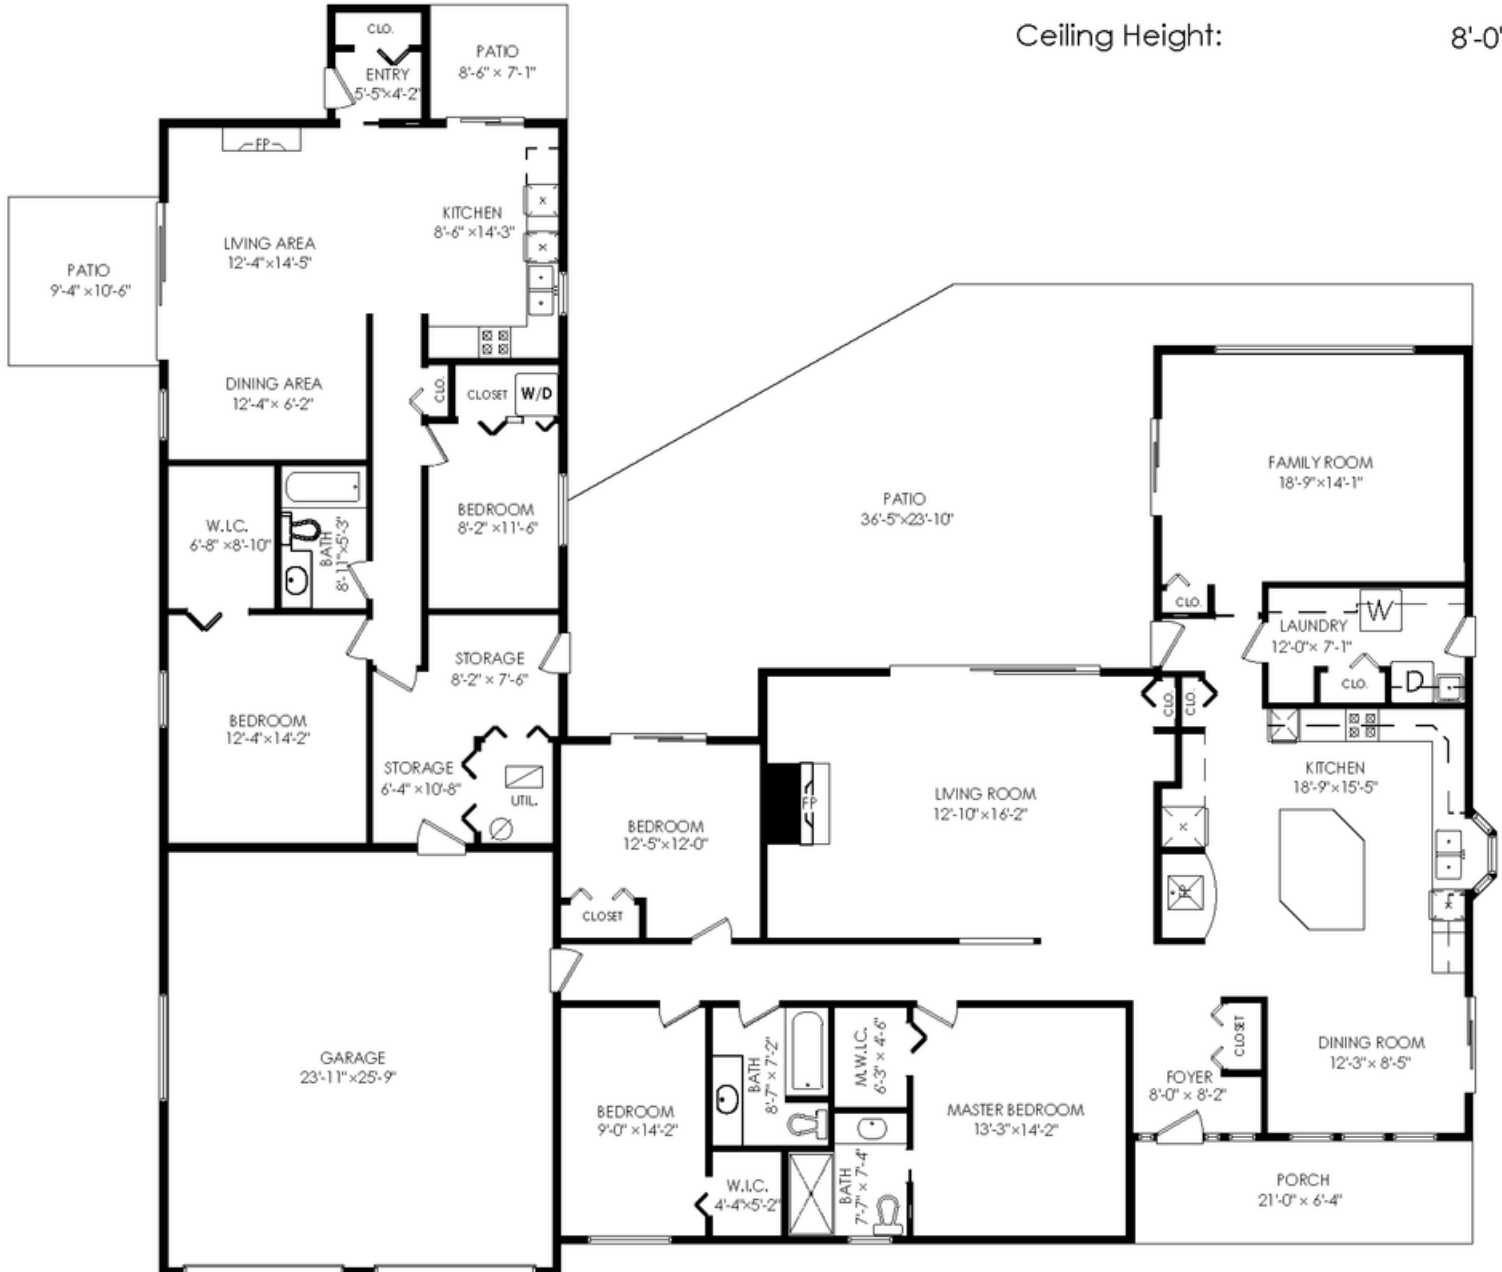 Ceiling Height: 8'-0"
CLO.
ENTRY
5'-5"×4'-2"
PATIO
8'-6" × 7'-1"
FP
KITCHEN
8'-6" ×14'-3"
LIVING AREA
12'-4"×14'-5"
PATIO
9'-4" ×10'-6"
DINING AREA
12'-4"× 6'-2"
CLO.
CLOSET
W/D
W.I.C.
6'-8" ×8'-10"
BATH
8'-11"×5'-3"
BEDROOM
8'-2" ×11'-6"
PATIO
36'-5"×23'-10"
FAMILY ROOM
18'-9"×14'-1"
CLO.
LAUNDRY
12'-0"× 7'-1"
W
CLO.
D
STORAGE
8'-2" × 7'-6"
BEDROOM
12'-4"×14'-2"
STORAGE
6'-4" ×10'-8"
UTIL.
BEDROOM
12'-5"×12'-0"
CLOSET
FP
LIVING ROOM
12'-10"×16'-2"
CLO.
CLO.
KITCHEN
18'-9"×15'-5"
FP
GARAGE
23'-11"×25'-9"
BEDROOM
9'-0" ×14'-2"
BATH
8'-7" × 7'-2"
M.W.I.C.
6'-3" × 4'-6"
W.I.C.
4'-4"×5'-2"
BATH
7'-7" × 7'-4"
MASTER BEDROOM
13'-3"×14'-2"
FOYER
8'-0" × 8'-2"
CLOSET
DINING ROOM
12'-3"× 8'-5"
PORCH
21'-0" × 6'-4"